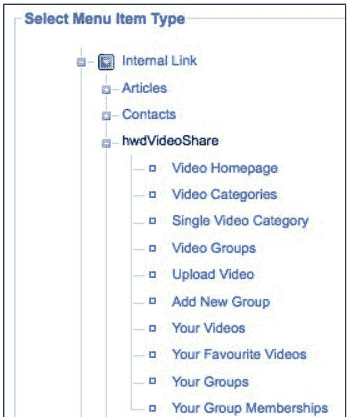 Select Menu Item Type
Internal Link
Articles
Contacts
hwdVideoShare
Video Homepage
Video Categories
Single Video Category
Video Groups
Upload Video
Add New Group
Your Videos
Your Favourite Videos
Your Groups
Your Group Memberships